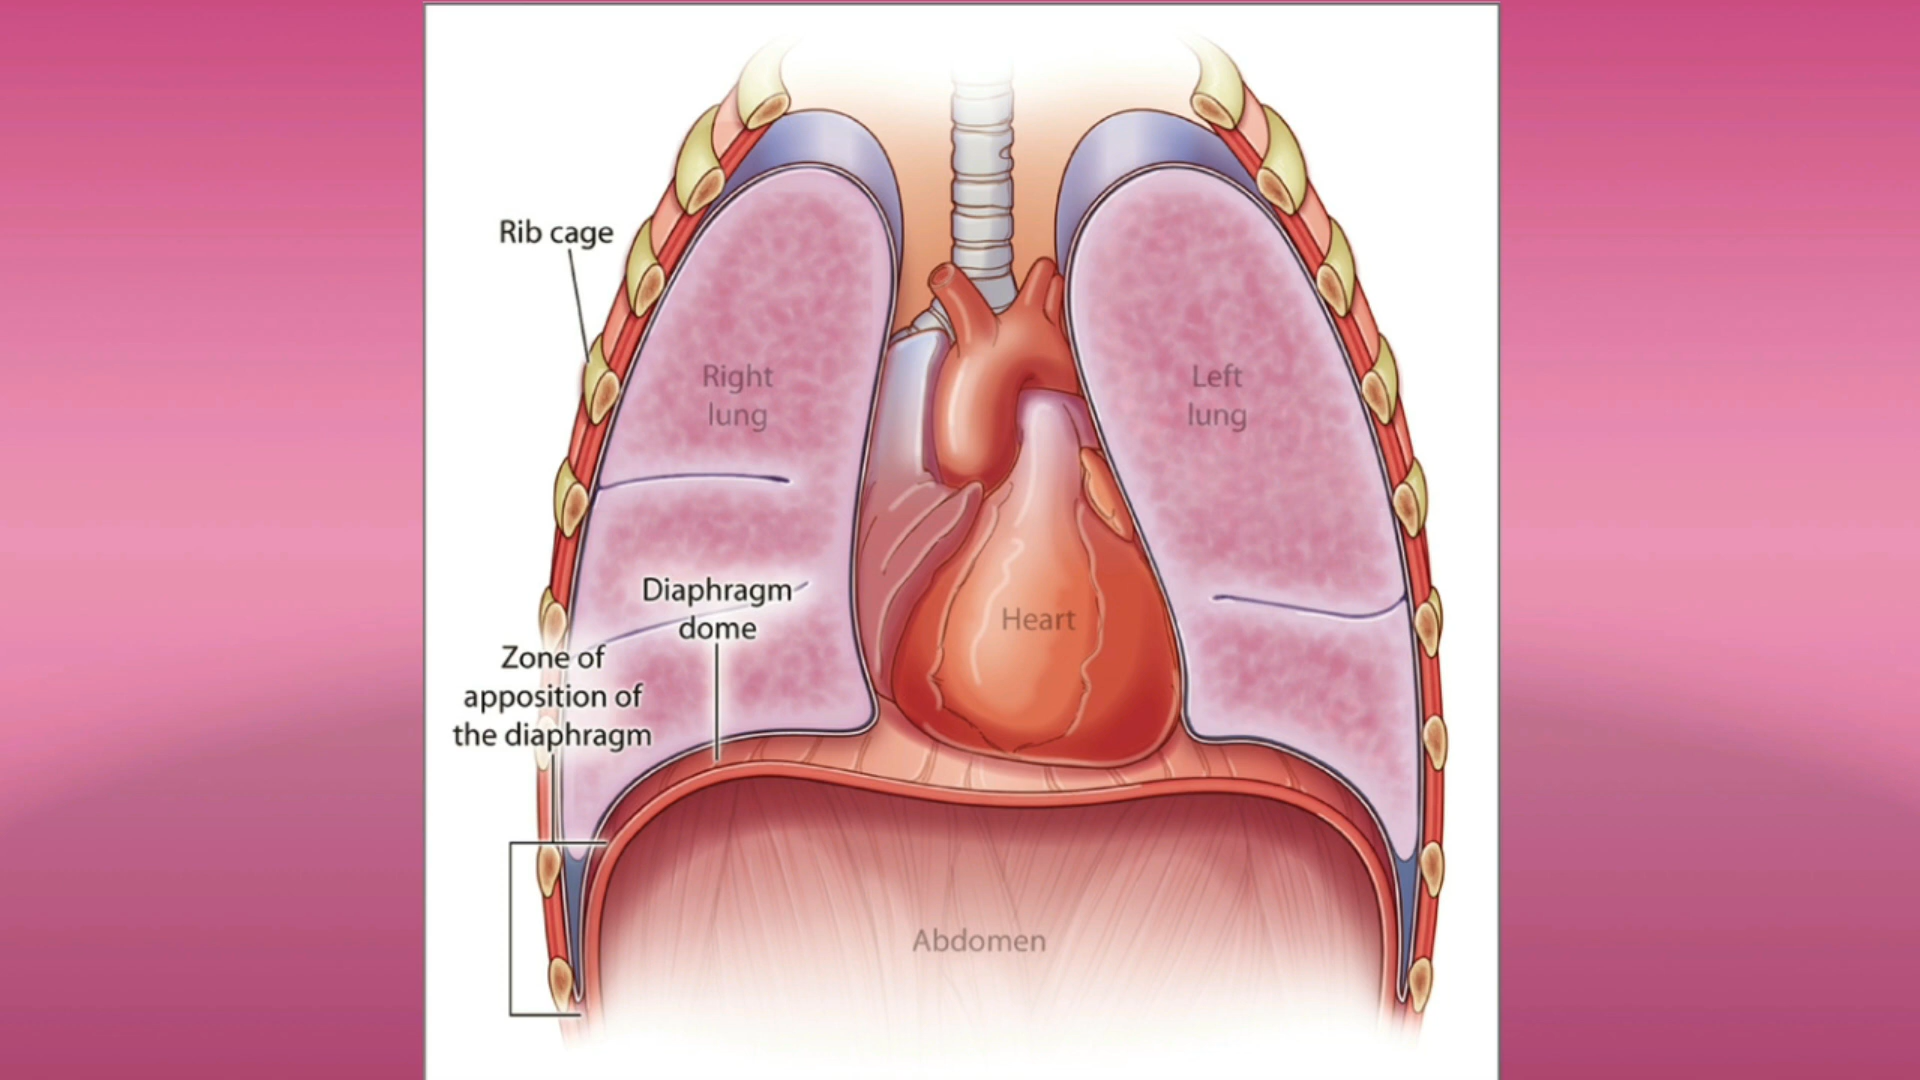 Rib cage
Right
lung
Left
lung
Diaphragm
dome
Heart
Zone of
apposition of
the diaphragm
Abdomen